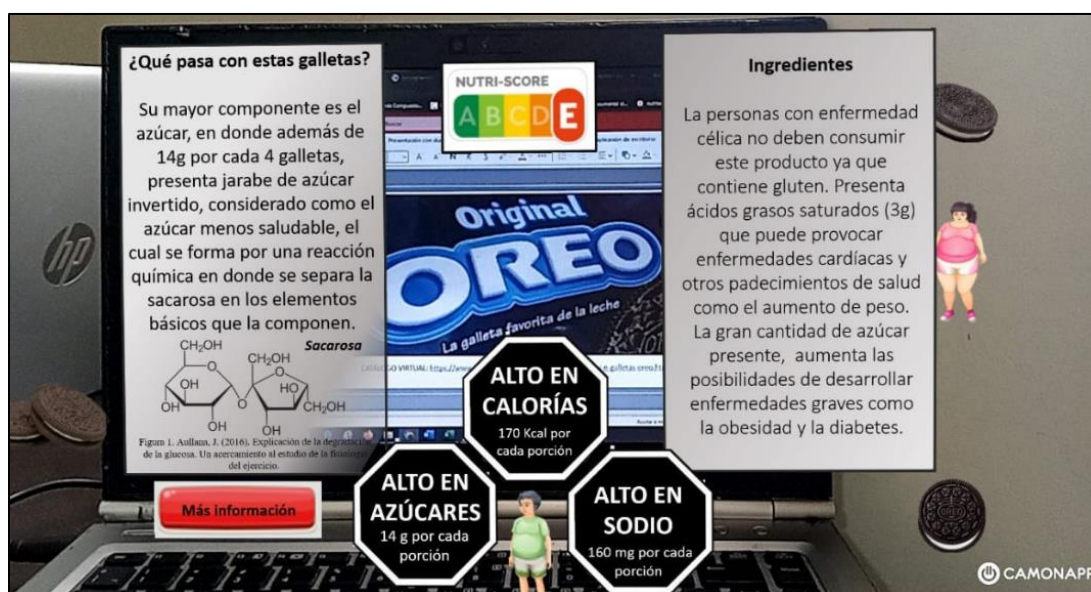 ¿Qué pasa con estas galletas?
Su mayor componente es el
azúcar, en donde además de
14g por cada 4 galletas,
presenta jarabe de azúcar
invertido, considerado como el
azúcar menos saludable, el
cual se forma por una reacción
química en donde se separa la
sacarosa en los elementos
básicos que la componen.
Sacarosa
CH₂OH
CH₂OH
OH
HO
OH
O
OH
OH
CH₂OH
OH
Figura 1. Aullana, J. (2016). Explicación de la degradación
de la glucosa. Un acercamiento al estudio de la fisiología
del ejercicio.
Más información
hp
NUTRI-SCORE
A B C D E
Original
OREO
La galleta favorita de la leche
ALTO EN
CALORÍAS
170 Kcal por
cada porción
ALTO EN
AZÚCARES
14 g por cada
porción
ALTO EN
SODIO
160 mg por cada
porción
Ingredientes
La personas con enfermedad
célica no deben consumir
este producto ya que
contiene gluten. Presenta
ácidos grasos saturados (3g)
que puede provocar
enfermedades cardíacas y
otros padecimientos de salud
como el aumento de peso.
La gran cantidad de azúcar
presente, aumenta las
posibilidades de desarrollar
enfermedades graves como
la obesidad y la diabetes.
OREO
CAMONAPP